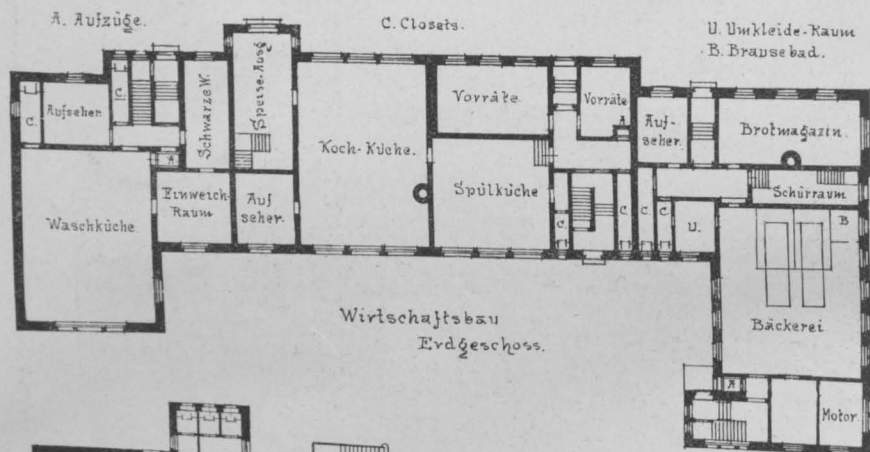 A. Aufzüge.
C. Closets.
U. Umkleide-Raum
B. Brausebad.
C.
Aufseher.
C.
Schwarze W.
Speise-Ausg
Koch-Küche.
Vorräte.
Vorräte
A
Auf-
seher.
Brotmagazin.
A
Waschküche
Einweich-
Raum
Auf
seher.
Spülküche
C.
C.
C.
C.
U.
Schürraum
B
Bäckerei
Wirtschaftsbau
Erdgeschoss.
A
Motor.